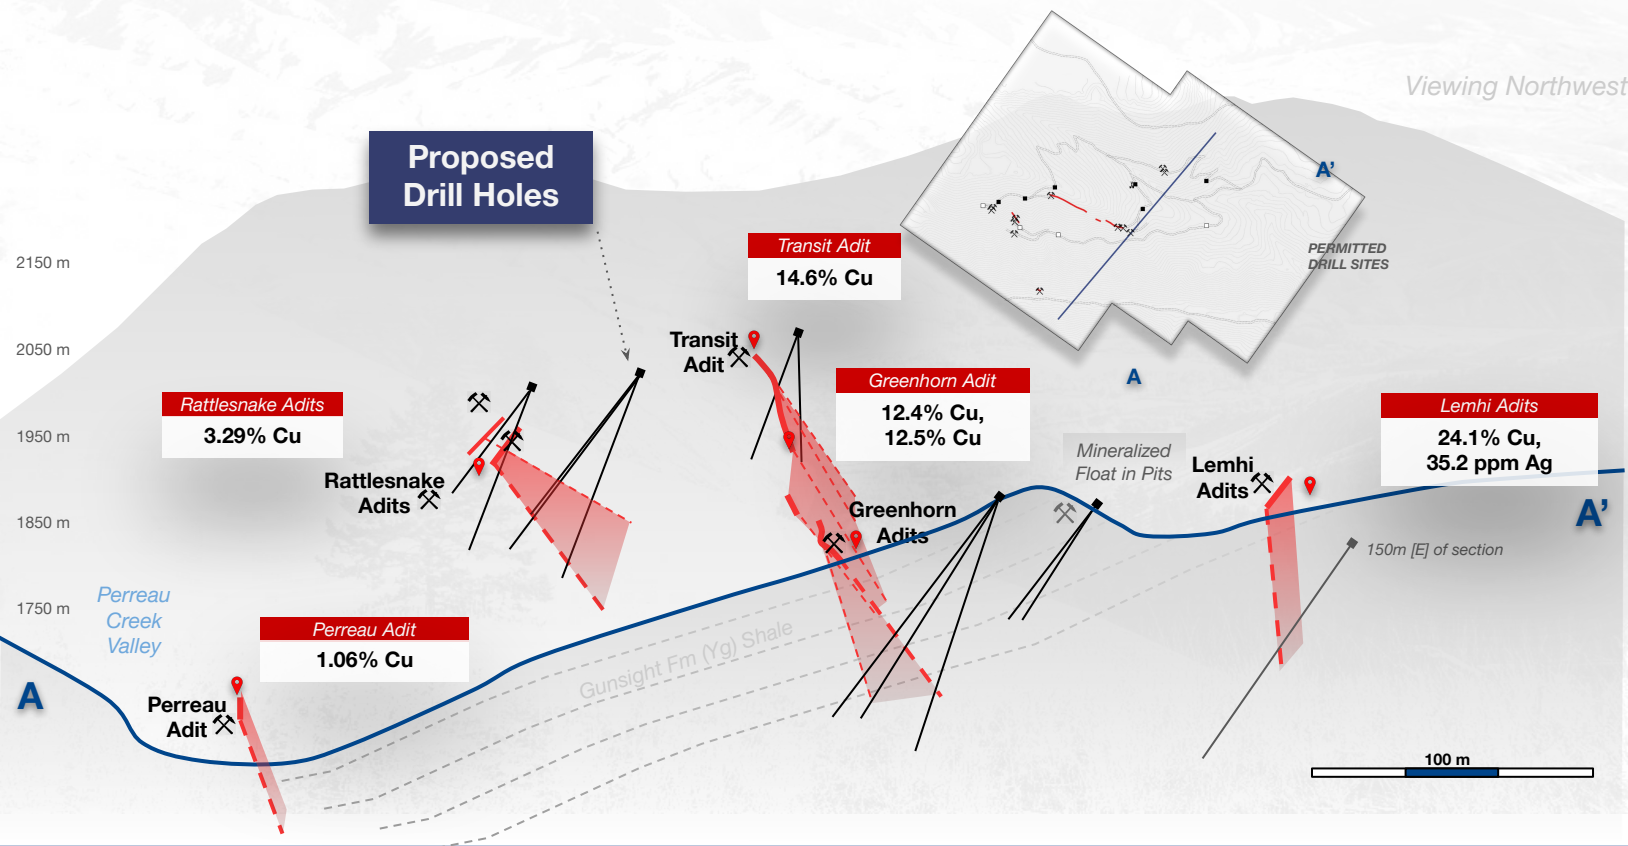 Viewing Northwest
Proposed
Drill Holes
A'
Transit Adit
14.6% Cu
PERMITTED
DRILL SITES
2150 m
2050 m
1950 m
1850 m
1750 m
Transit
Adit
Greenhorn Adit
12.4% Cu,
12.5% Cu
A
Rattlesnake Adits
3.29% Cu
Lemhi Adits
24.1% Cu,
35.2 ppm Ag
Mineralized
Float in Pits
Rattlesnake
Adits
Lemhi
Adits
Greenhorn
Adits
A'
150m [E] of section
Perreau
Creek
Valley
Perreau Adit
1.06% Cu
Gunsight Fm (Yg) Shale
A
Perreau
Adit
100 m